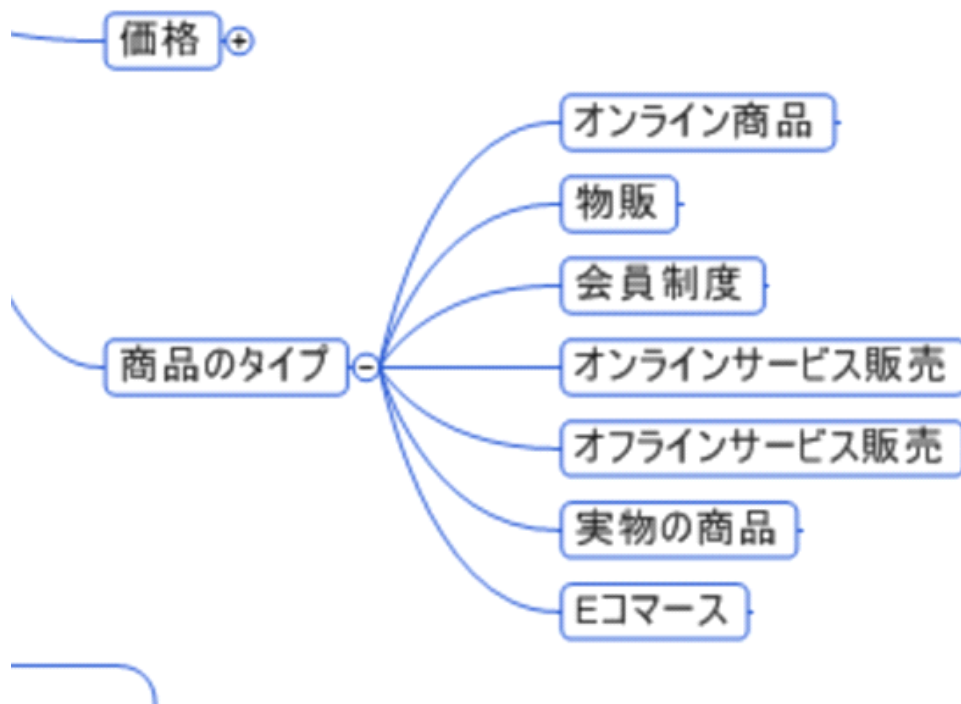 価格
オンライン商品
物販
会員制度
商品のタイプ
オンラインサービス販売
オフラインサービス販売
実物の商品
Eコマース